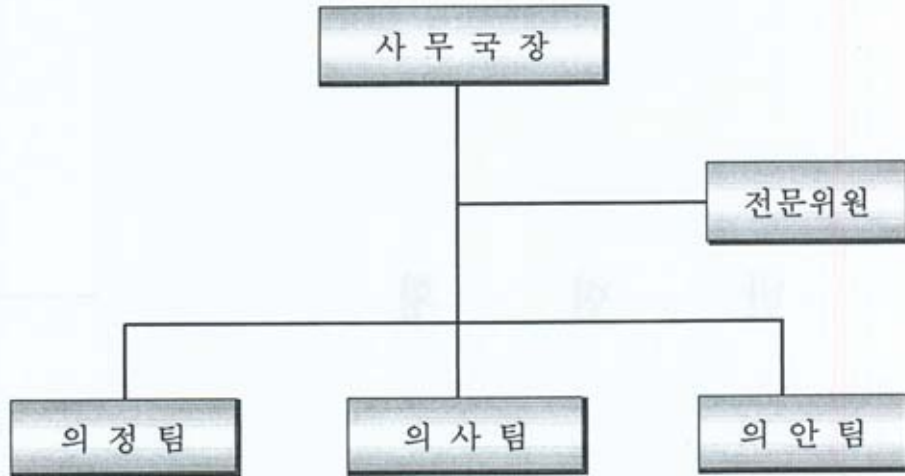 사 무 국 장
전문위원
의 정 팀
의 사 팀
의 안 팀